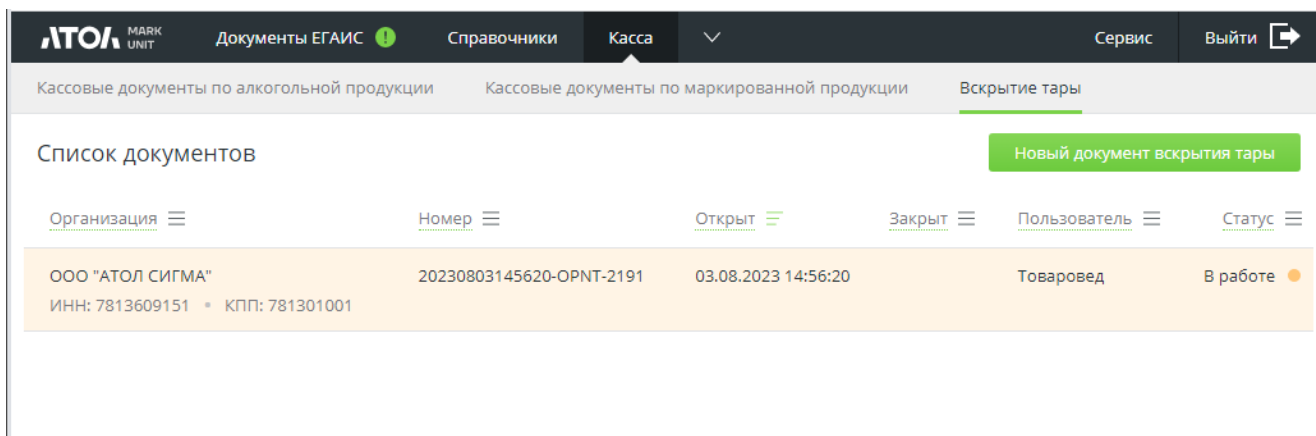 АТОЛ MARK UNIT Документы ЕГАИС ! Справочники Касса Сервис Выйти
Кассовые документы по алкогольной продукции Кассовые документы по маркированной продукции Вскрытие тары
Список документов Новый документ вскрытия тары
Организация Номер Открыт Закрыт Пользователь Статус
ООО "АТОЛ СИГМА" 20230803145620-OPNT-2191 03.08.2023 14:56:20 Товаровед В работе
ИНН: 7813609151 • КПП: 781301001